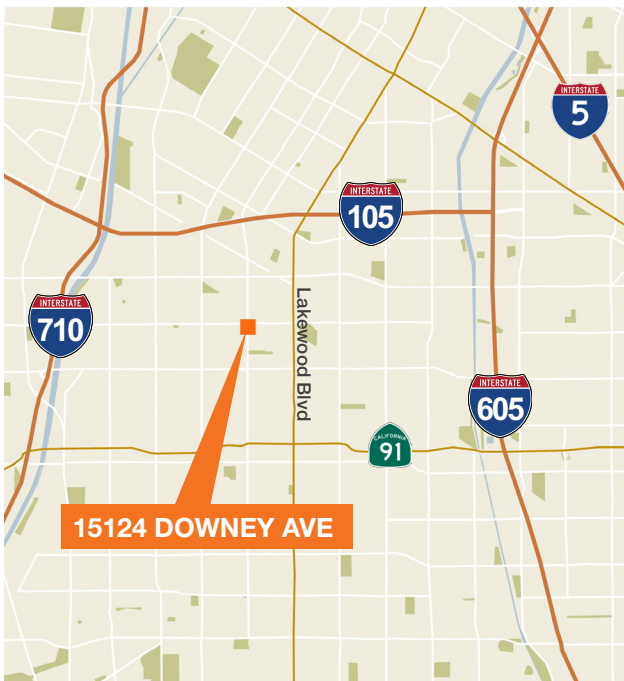 INTERSTATE
5
INTERSTATE
105
Lakewood Blvd
INTERSTATE
710
INTERSTATE
605
CALIFORNIA
91
15124 DOWNEY AVE